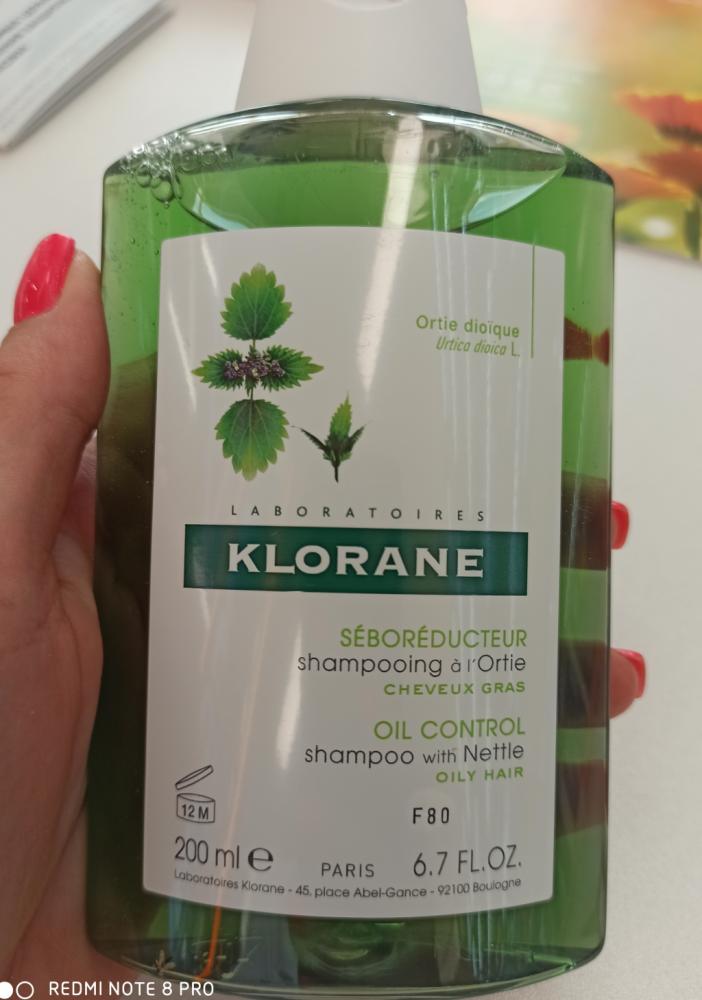 Ortie dioïque
Urtica dioica L.
LABORATOIRES
KLORANE
SÉBORÉDUCTEUR
shampooing à l'Ortie
CHEVEUX GRAS
OIL CONTROL
shampoo with Nettle
OILY HAIR
F80
12 M
200 ml e PARIS 6.7 FL.OZ.
Laboratoires Klorane - 45, place Abel-Gance - 92100 Boulogne
REDMI NOTE 8 PRO